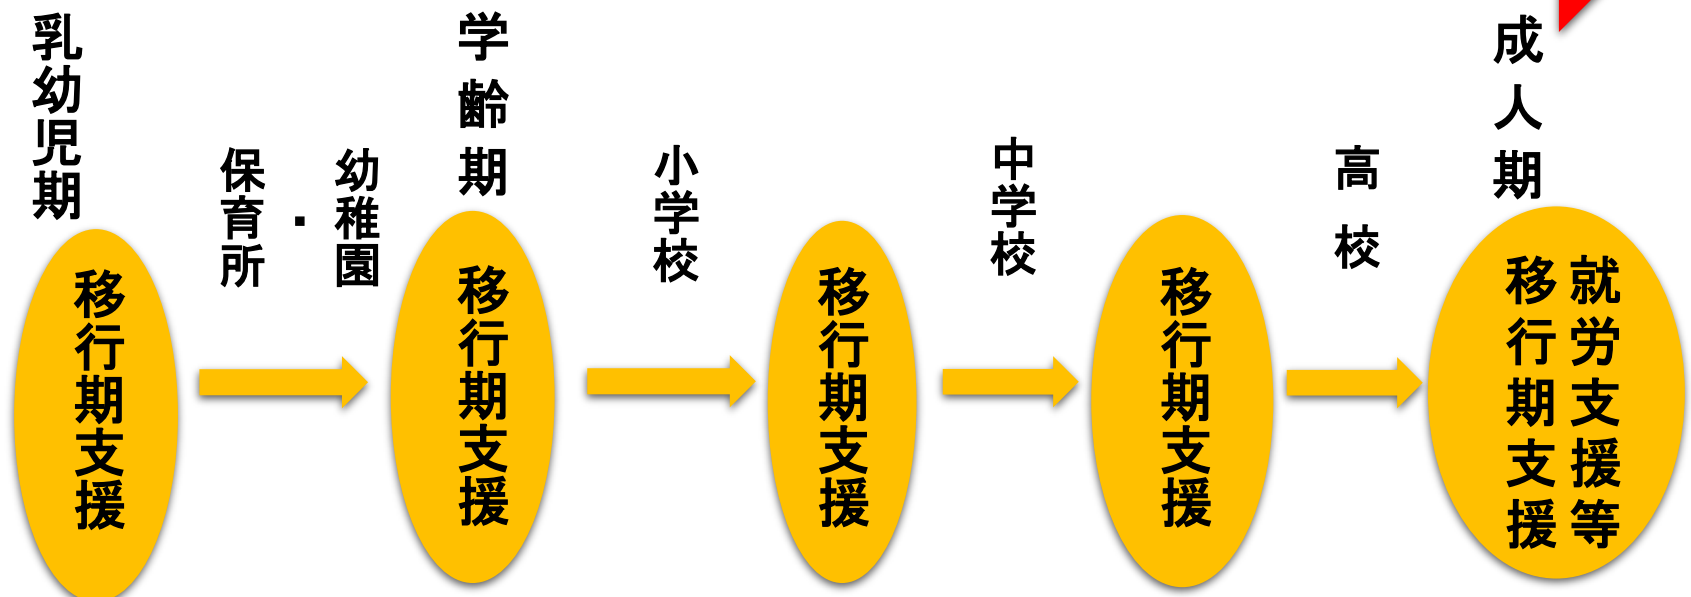 乳幼児期
移行期支援
保育所
・
幼稚園
学齢期
移行期支援
小学校
移行期支援
中学校
移行期支援
高校
成人期
就労支援等
移行期支援